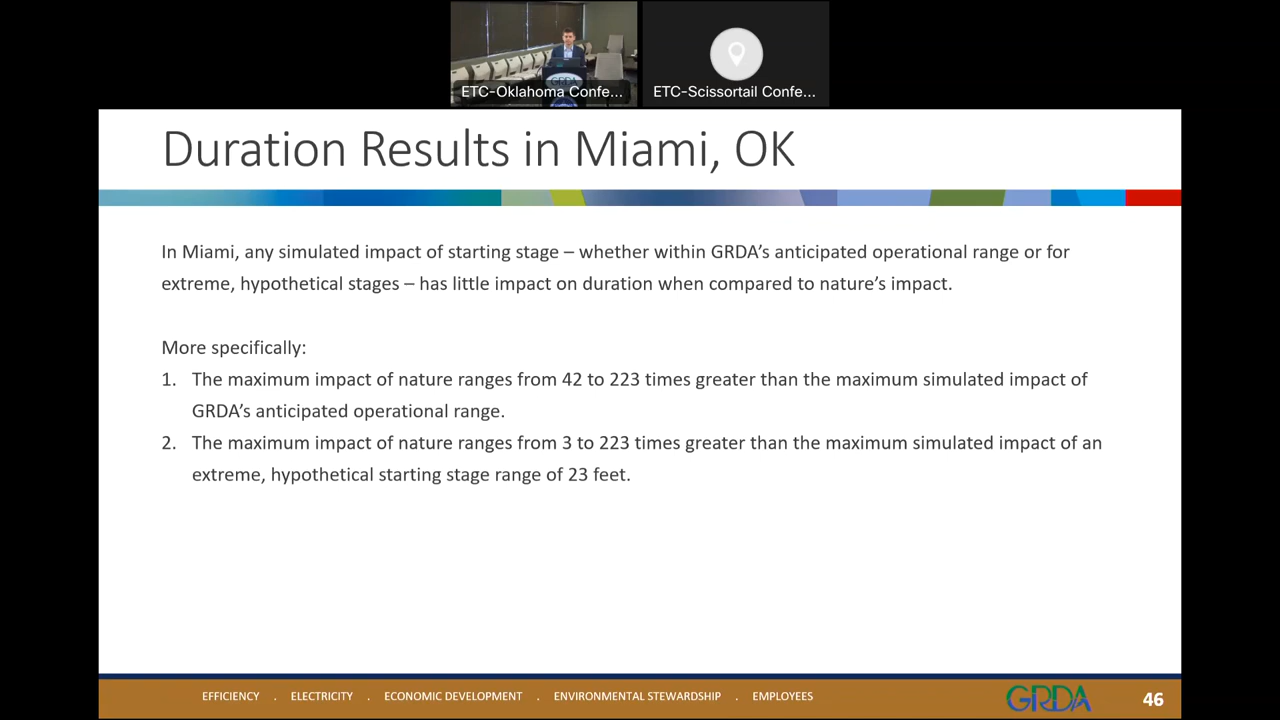 ETC-Oklahoma Confe...
ETC-Scissortail Confe...
GRDA
Duration Results in Miami, OK
In Miami, any simulated impact of starting stage – whether within GRDA's anticipated operational range or for
extreme, hypothetical stages – has little impact on duration when compared to nature's impact.
More specifically:
1. The maximum impact of nature ranges from 42 to 223 times greater than the maximum simulated impact of
GRDA's anticipated operational range.
2. The maximum impact of nature ranges from 3 to 223 times greater than the maximum simulated impact of an
extreme, hypothetical starting stage range of 23 feet.
EFFICIENCY . ELECTRICITY . ECONOMIC DEVELOPMENT . ENVIRONMENTAL STEWARDSHIP . EMPLOYEES
GRDA
46